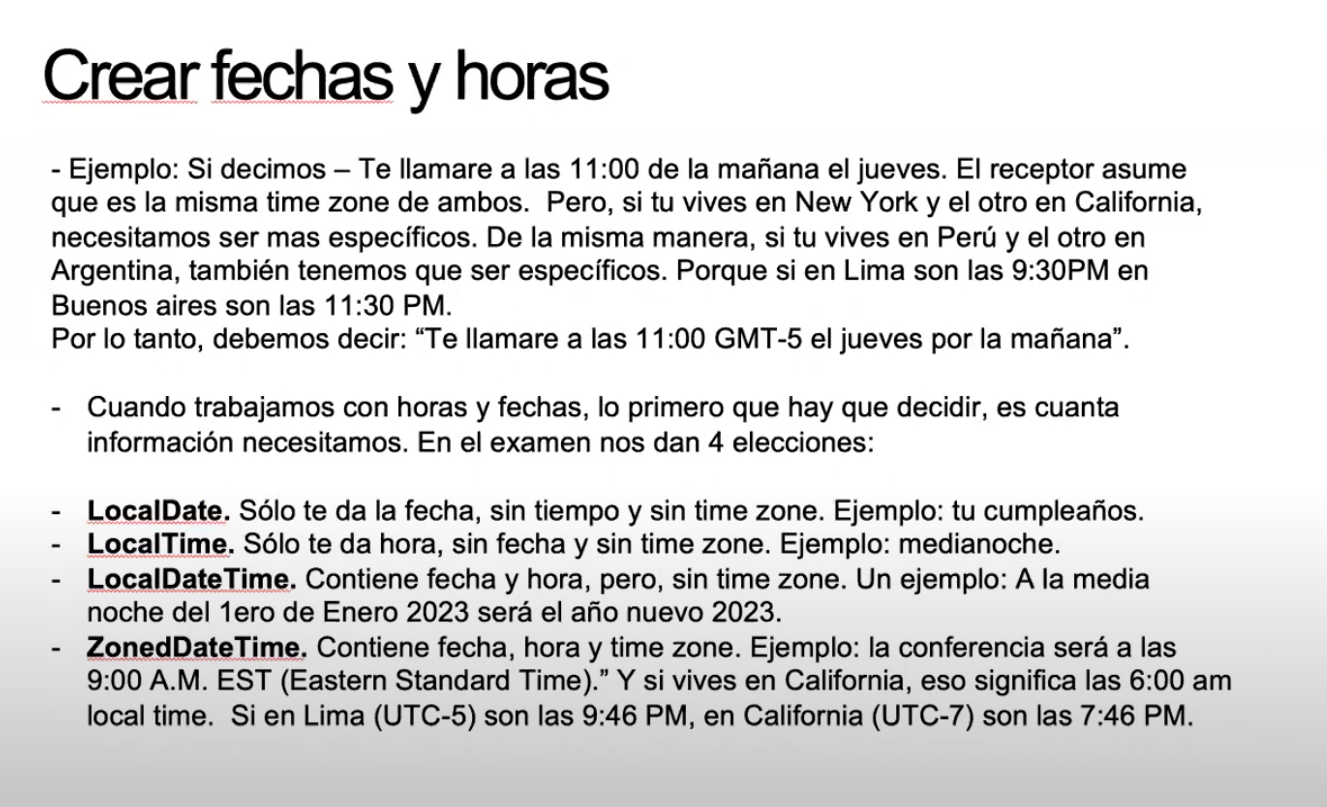 Crear fechas y horas
- Ejemplo: Si decimos – Te llamare a las 11:00 de la mañana el jueves. El receptor asume
que es la misma time zone de ambos.  Pero, si tu vives en New York y el otro en California,
necesitamos ser mas específicos. De la misma manera, si tu vives en Perú y el otro en
Argentina, también tenemos que ser específicos. Porque si en Lima son las 9:30PM en
Buenos aires son las 11:30 PM.
Por lo tanto, debemos decir: “Te llamare a las 11:00 GMT-5 el jueves por la mañana”.
- Cuando trabajamos con horas y fechas, lo primero que hay que decidir, es cuanta
información necesitamos. En el examen nos dan 4 elecciones:
- LocalDate. Sólo te da la fecha, sin tiempo y sin time zone. Ejemplo: tu cumpleaños.
- LocalTime. Sólo te da hora, sin fecha y sin time zone. Ejemplo: medianoche.
- LocalDateTime. Contiene fecha y hora, pero, sin time zone. Un ejemplo: A la media
noche del 1ero de Enero 2023 será el año nuevo 2023.
- ZonedDateTime. Contiene fecha, hora y time zone. Ejemplo: la conferencia será a las
9:00 A.M. EST (Eastern Standard Time).” Y si vives en California, eso significa las 6:00 am
local time.  Si en Lima (UTC-5) son las 9:46 PM, en California (UTC-7) son las 7:46 PM.